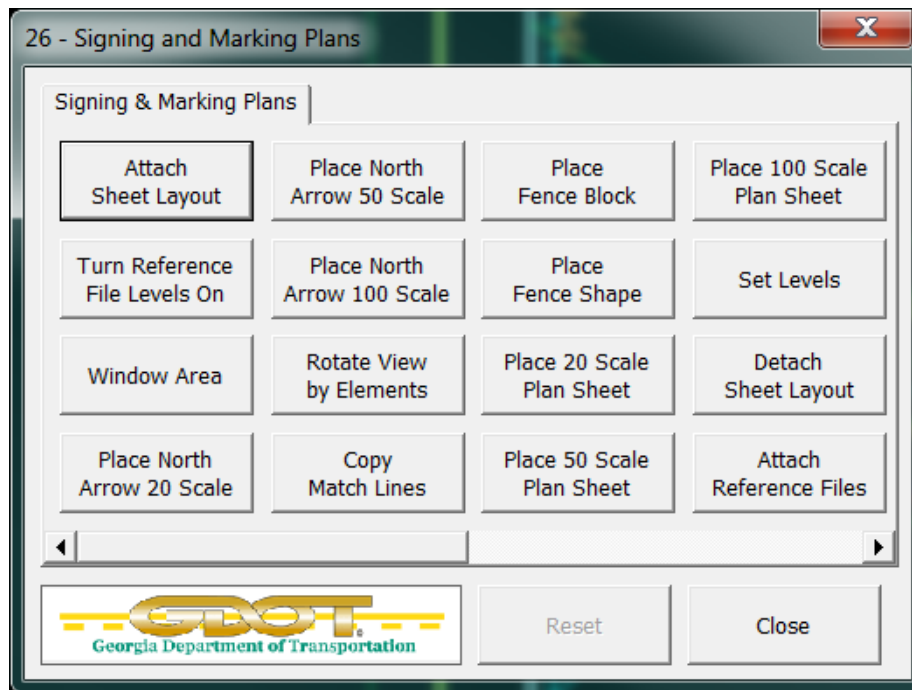 26 - Signing and Marking Plans
X
Signing & Marking Plans
Attach
Sheet Layout
Place North
Arrow 50 Scale
Place
Fence Block
Place 100 Scale
Plan Sheet
Turn Reference
File Levels On
Place North
Arrow 100 Scale
Place
Fence Shape
Set Levels
Window Area
Rotate View
by Elements
Place 20 Scale
Plan Sheet
Detach
Sheet Layout
Place North
Arrow 20 Scale
Copy
Match Lines
Place 50 Scale
Plan Sheet
Attach
Reference Files
GDOT
Georgia Department of Transportation
Reset
Close